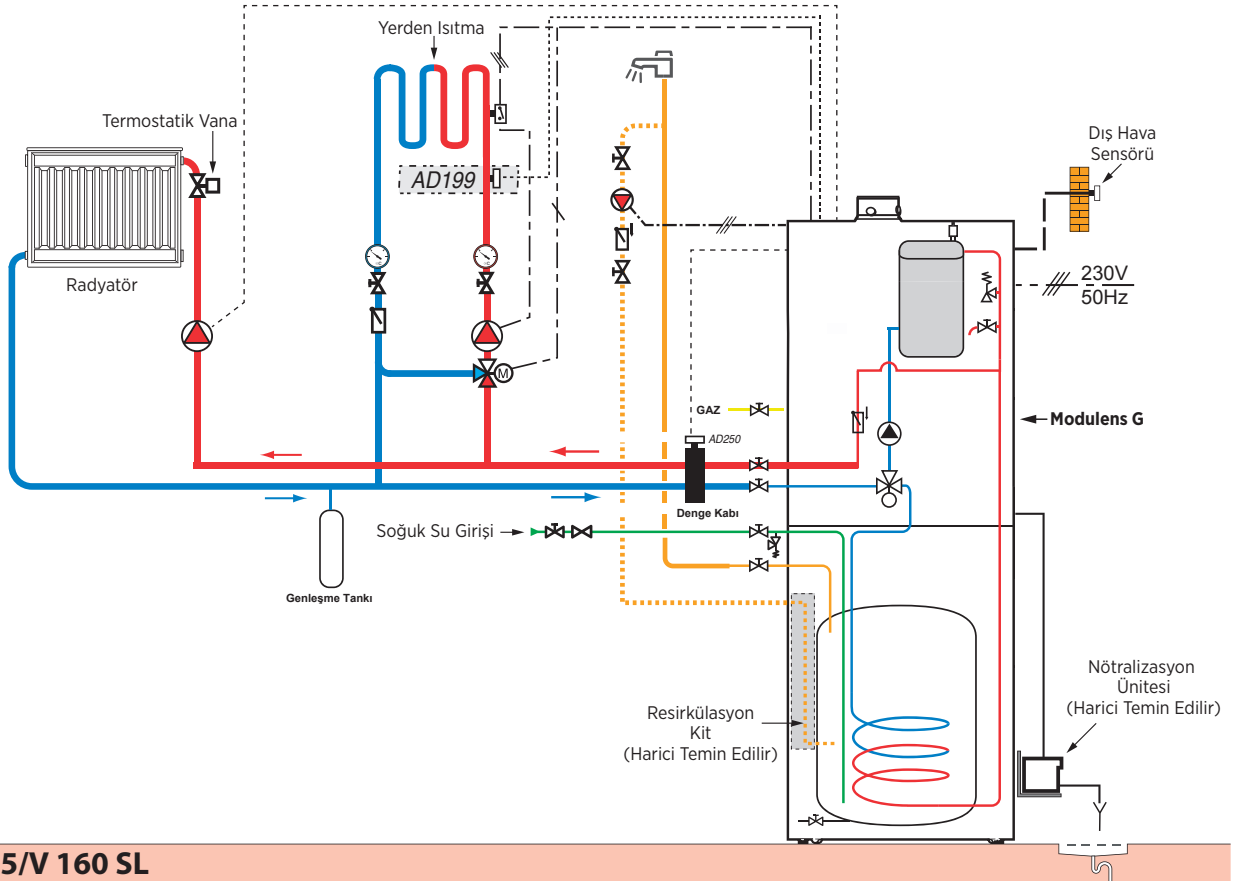 Yerden Isıtma
Termostatik Vana
Dış Hava
Sensörü
AD199
Radyatör
230V
50Hz
M
GAZ
Modulens G
AD250
Denge Kabı
Soğuk Su Girişi
Genleşme Tankı
Nötralizasyon
Ünitesi
(Harici Temin Edilir)
Resirkülasyon
Kit
(Harici Temin Edilir)
5/V 160 SL